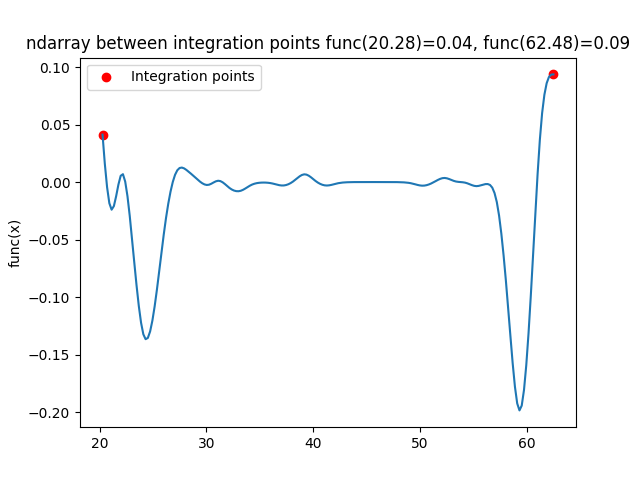 ndarray between integration points func(20.28)=0.04, func(62.48)=0.09
Integration points
func(x)
0.10
0.05
0.00
−0.05
−0.10
−0.15
−0.20
20 30 40 50 60